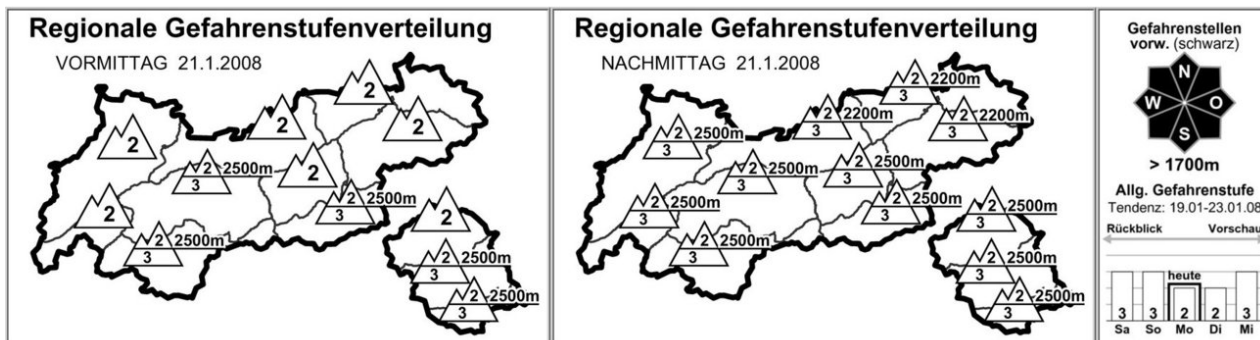 Regionale Gefahrenstufenverteilung
VORMITTAG 21.1.2008
2
2
2
2
2 2500m
3
2
2 2500m
3
2
2
2 2500m
3
2 2500m
3
2 2500m
3
Regionale Gefahrenstufenverteilung
NACHMITTAG 21.1.2008
2 2200m
3
2 2200m
3
2 2200m
3
2 2500m
3
2 2500m
3
2 2500m
3
2 2500m
3
2 2500m
3
2 2500m
3
2 2500m
3
2 2500m
3
2 2500m
3
Gefahrenstellen
vorw. (schwarz)
N
W O
S
> 1700m
Allg. Gefahrenstufe
Tendenz: 19.01-23.01.08
Rückblick Vorschau
heute
3 3 2 2 3
Sa So Mo Di Mi